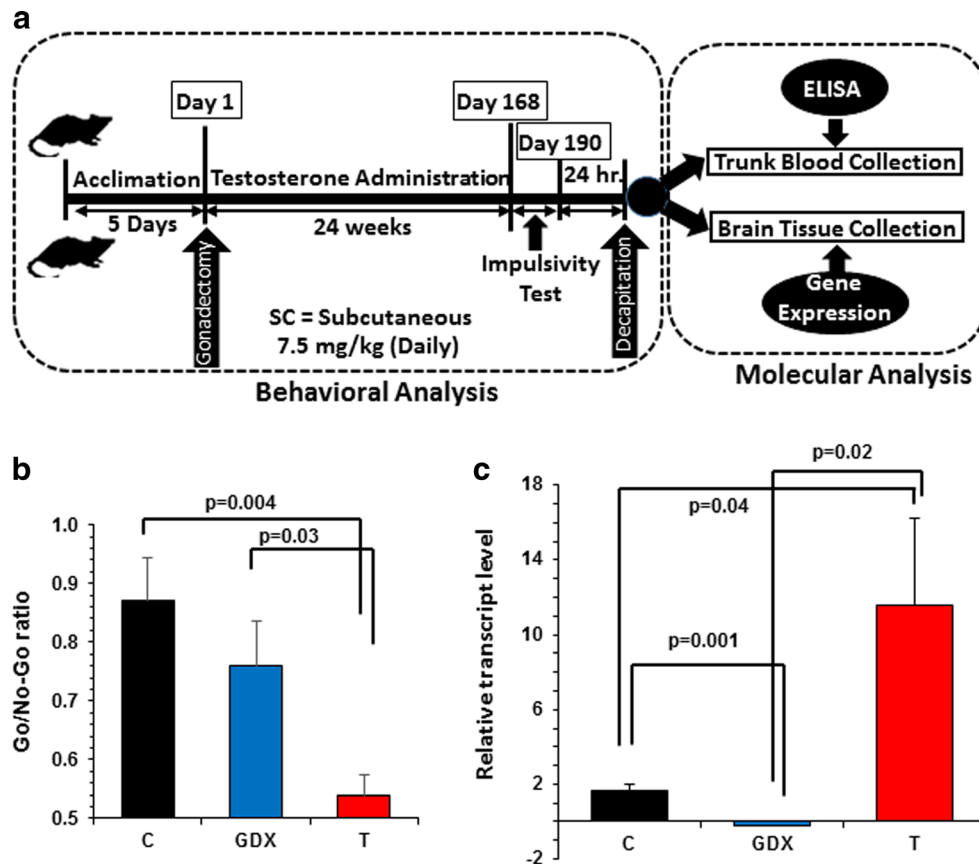 a
Day 1
Day 168
Day 190
Acclimation
Testosterone Administration
24 hr.
5 Days
24 weeks
Gonadectomy
Impulsivity
Test
Decapitation
SC = Subcutaneous
7.5 mg/kg (Daily)
Behavioral Analysis
ELISA
Trunk Blood Collection
Brain Tissue Collection
Gene
Expression
Molecular Analysis
b
p=0.004
p=0.03
1.0
0.9
0.8
0.7
0.6
0.5
Go/No-Go ratio
C
GDX
T
c
p=0.02
p=0.04
p=0.001
18
14
10
6
2
-2
Relative transcript level
C
GDX
T